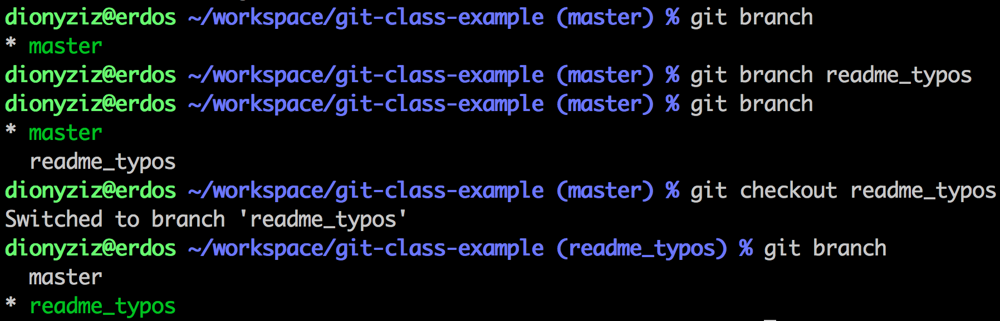 dionyziz@erdos ~/workspace/git-class-example (master) % git branch
* master
dionyziz@erdos ~/workspace/git-class-example (master) % git branch readme_typos
dionyziz@erdos ~/workspace/git-class-example (master) % git branch
* master
  readme_typos
dionyziz@erdos ~/workspace/git-class-example (master) % git checkout readme_typos
Switched to branch 'readme_typos'
dionyziz@erdos ~/workspace/git-class-example (readme_typos) % git branch
  master
* readme_typos